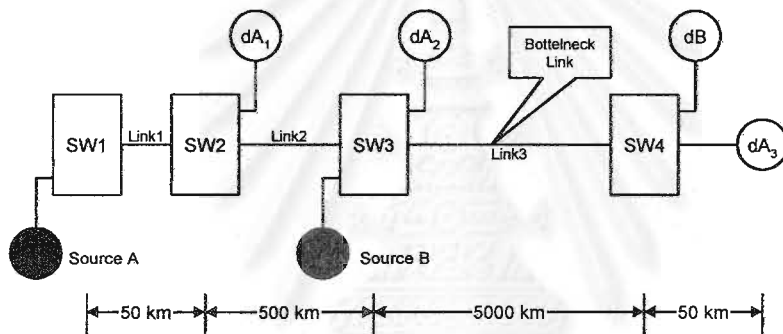 dA1
dA2
Bottelneck
Link
dB
SW1
Link1
SW2
Link2
SW3
Link3
SW4
dA3
Source A
Source B
50 km
500 km
5000 km
50 km